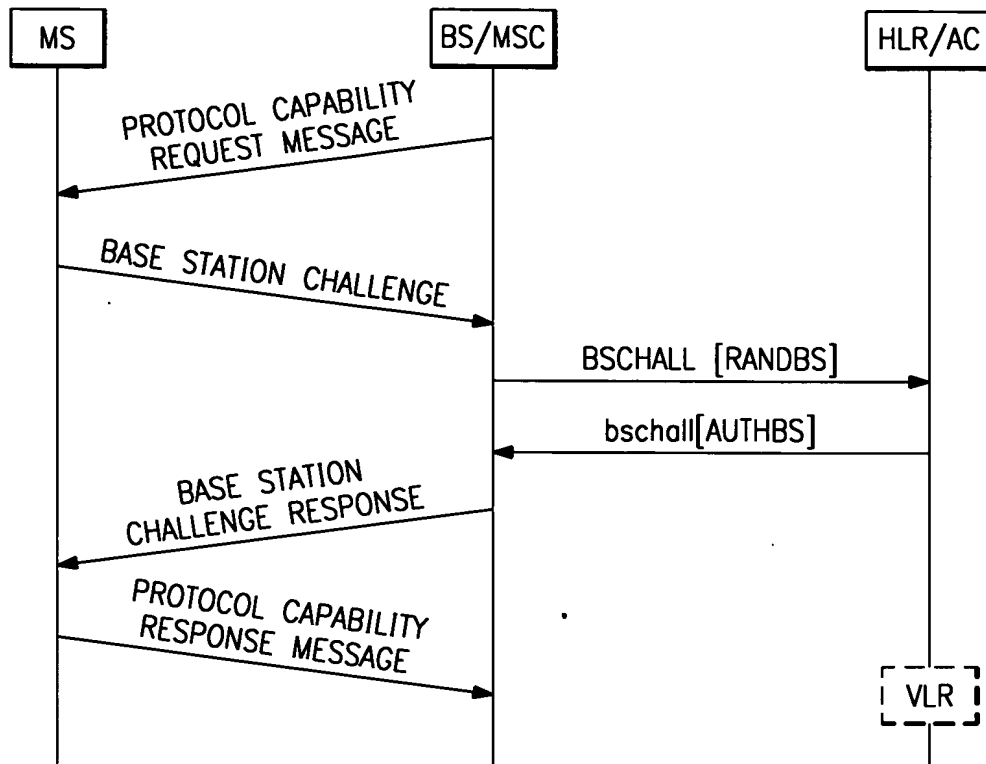 MS
BS/MSC
HLR/AC
PROTOCOL CAPABILITY
REQUEST MESSAGE
BASE STATION CHALLENGE
BSCHALL [RANDBS]
bschall[AUTHBS]
BASE STATION
CHALLENGE RESPONSE
PROTOCOL CAPABILITY
RESPONSE MESSAGE
VLR